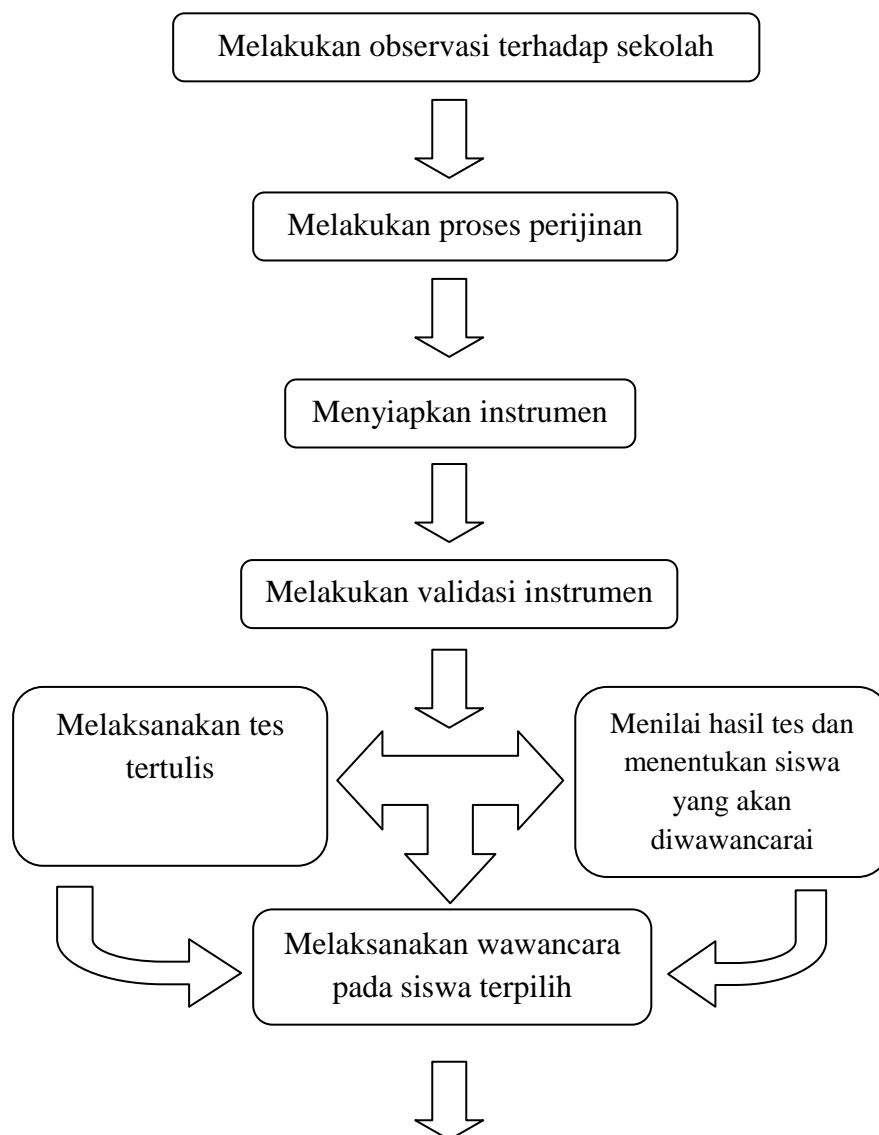 Melakukan observasi terhadap sekolah
Melakukan proses perijinan
Menyiapkan instrumen
Melakukan validasi instrumen
Melaksanakan tes
tertulis
Menilai hasil tes dan
menentukan siswa
yang akan
diwawancarai
Melaksanakan wawancara
pada siswa terpilih